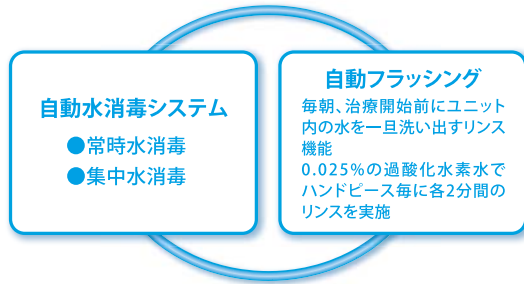 自動水消毒システム
●常時水消毒
●集中水消毒
自動フラッシング
毎朝、治療開始前にユニット
内の水を一旦洗い出すリンス
機能
0.025%の過酸化水素水で
ハンドピース毎に各2分間の
リンスを実施